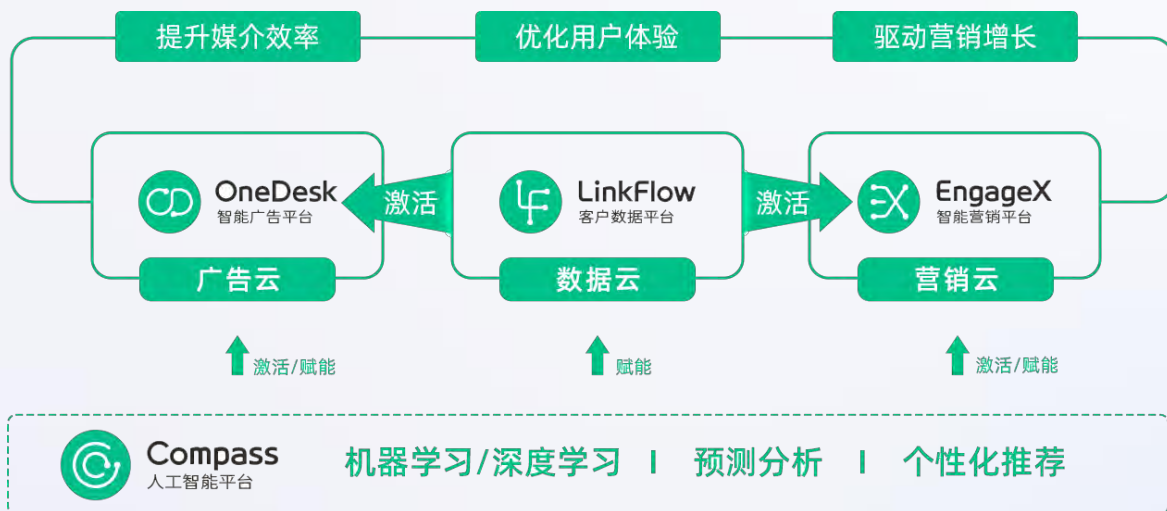 提升媒介效率
优化用户体验
驱动营销增长
OneDesk
智能广告平台
广告云
激活
LinkFlow
客户数据平台
数据云
激活
EngageX
智能营销平台
营销云
激活/赋能
赋能
激活/赋能
Compass
人工智能平台
机器学习/深度学习 | 预测分析 | 个性化推荐